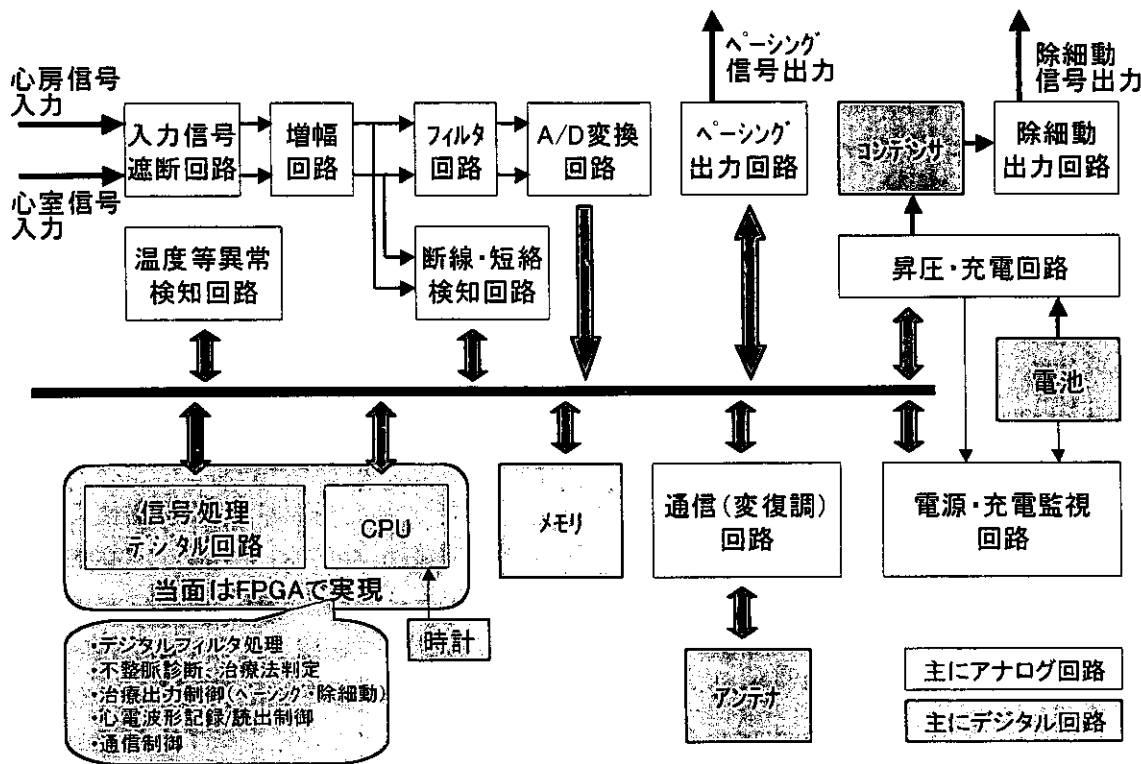 ペーシング
信号出力
除細動
信号出力
心房信号
入力
心室信号
入力
入力信号
遮断回路
増幅
回路
フィルタ
回路
A/D変換
回路
ペーシング
出力回路
コンデンサ
除細動
出力回路
温度等異常
検知回路
断線・短絡
検知回路
昇圧・充電回路
電池
信号処理
デジタル回路
CPU
当面はFPGAで実現
メモリ
通信(変復調)
回路
電源・充電監視
回路
時計
・デジタルフィルタ処理
・不整脈診断、治療法判定
・治療出力制御(ペーシング・除細動)
・心電波形記録/読出制御
・通信制御
アンテナ
主にアナログ回路
主にデジタル回路